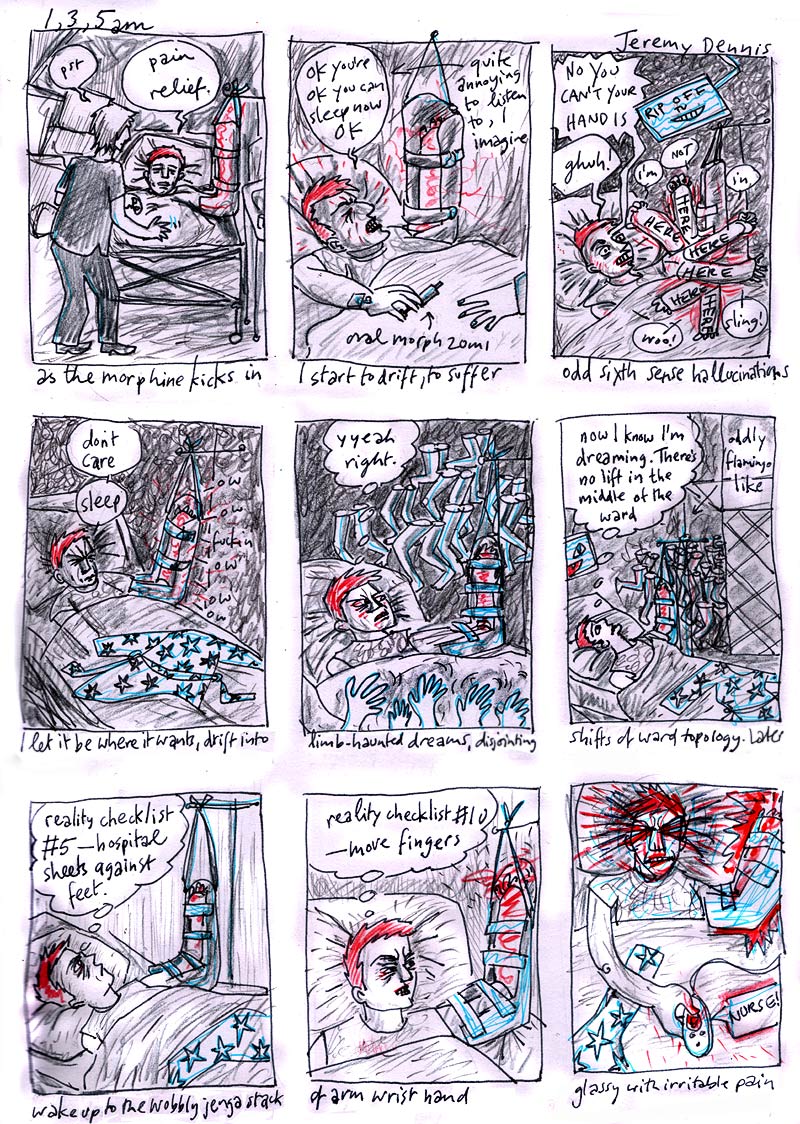 1, 3, 5 am
Jeremy Dennis
pst
pain
relief.
as the morphine kicks in
OK you're
OK you can
sleep now
OK
quite
annoying
to listen
to, I
imagine
oral morph 20ml
I start to drift, to suffer
NO YOU
CAN'T YOUR
HAND IS
RIP OFF
ghuh!
I'm
NOT
in
HERE
HERE
HERE
HERE
HERE
HERE
woo!
sling!
odd sixth sense hallucinations
don't
care
sleep
ow
ow
fuckin
ow
ow
ow
I let it be where it wants, drift into
yyeah
right.
limb-haunted dreams, disjointing
now I know I'm
dreaming. There's
no lift in the
middle of the
ward
oddly
flamingo
like
shifts of ward topology. Later
reality checklist
#5 — hospital
sheets against
feet.
wake up to the wobbly jenga stack
reality checklist #10
— move fingers
of arm wrist hand
NURSE!
glassy with irritable pain